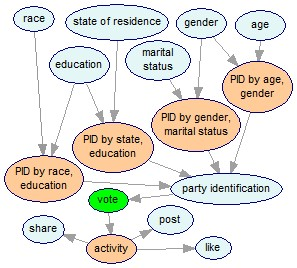 race
state of residence
gender
age
education
marital
status
PID by age,
gender
PID by gender,
marital status
PID by state,
education
PID by race,
education
party identification
vote
share
post
activity
like